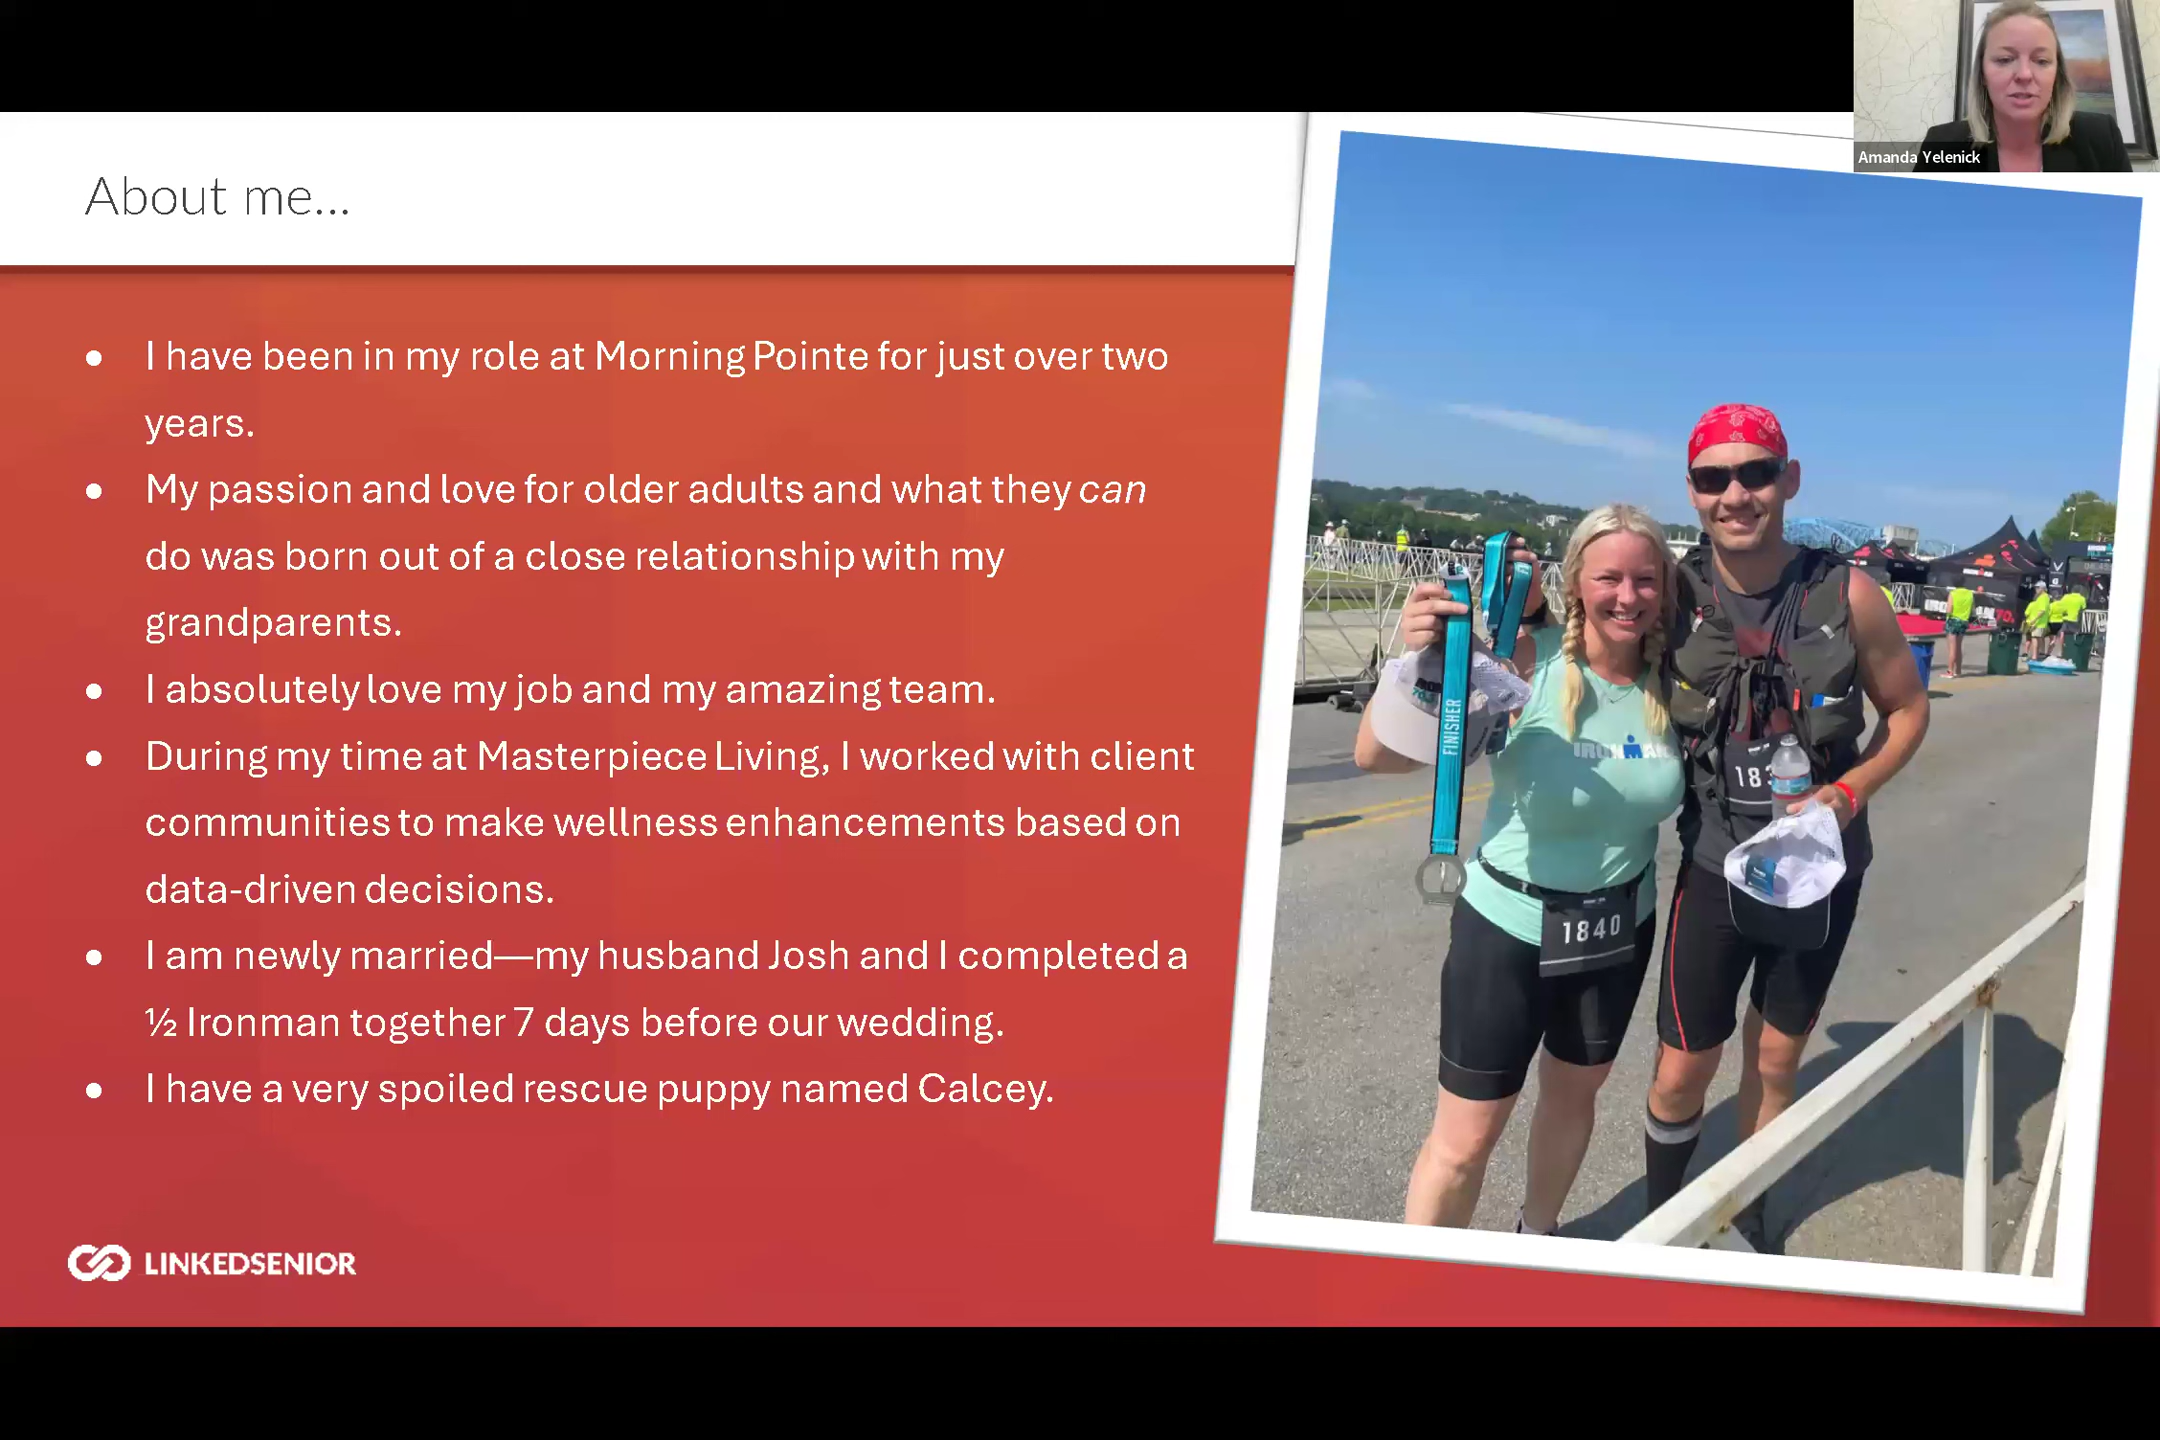 Amanda Yelenick
About me...
● I have been in my role at Morning Pointe for just over two
years.
● My passion and love for older adults and what they can
do was born out of a close relationship with my
grandparents.
● I absolutely love my job and my amazing team.
● During my time at Masterpiece Living, I worked with client
communities to make wellness enhancements based on
data-driven decisions.
● I am newly married—my husband Josh and I completed a
½ Ironman together 7 days before our wedding.
● I have a very spoiled rescue puppy named Calcey.
LINKEDSENIOR
FINISHER
IRONMAN
1840
183